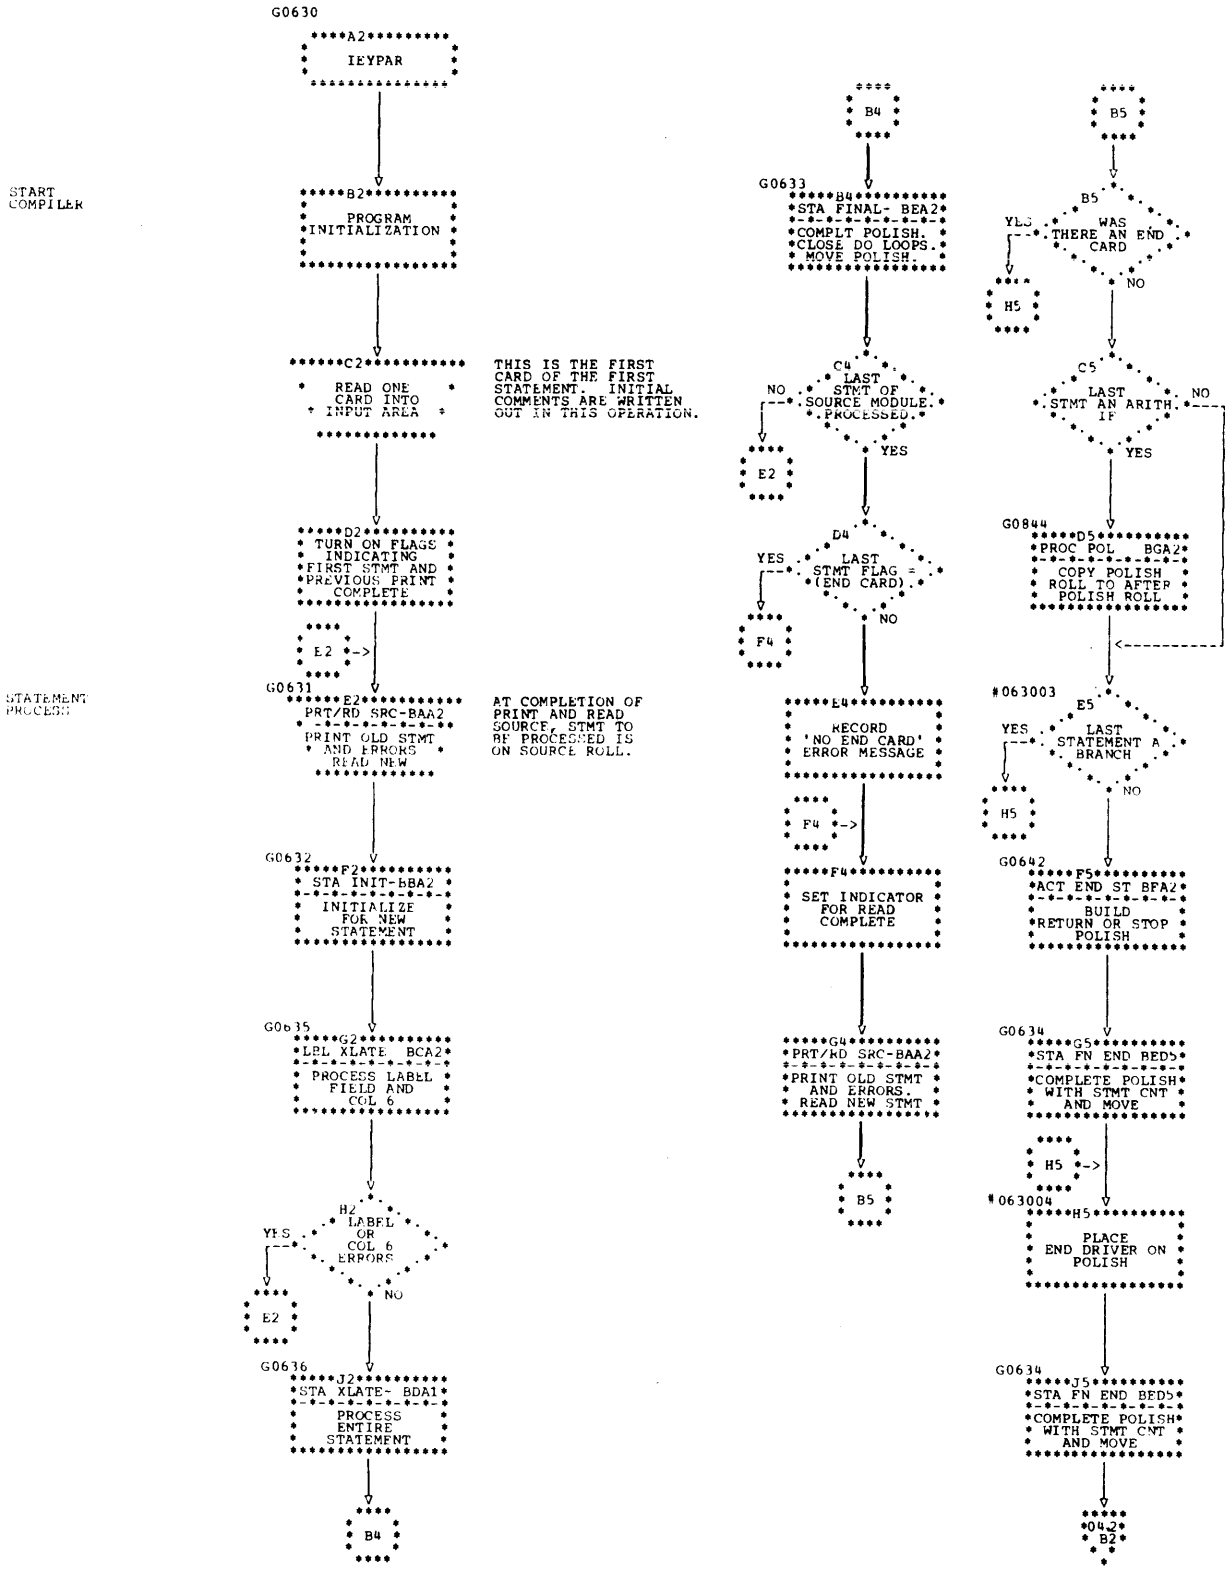 G0630
A2
IEYPAR
START
COMPILER
B2
PROGRAM
INITIALIZATION
C2
READ ONE
CARD INTO
INPUT AREA
THIS IS THE FIRST
CARD OF THE FIRST
STATEMENT. INITIAL
COMMENTS ARE WRITTEN
OUT IN THIS OPERATION.
D2
TURN ON FLAGS
INDICATING
FIRST STMT AND
PREVIOUS PRINT
COMPLETE
E2
G0631
STATEMENT
PROCESS
E2
PRT/RD SRC-BAA2
PRINT OLD STMT
AND ERRORS
READ NEW
AT COMPLETION OF
PRINT AND READ
SOURCE, STMT TO
BE PROCESSED IS
ON SOURCE ROLL.
G0632
F2
STA INIT-BBA2
INITIALIZE
FOR NEW
STATEMENT
G0635
G2
LBL XLATE BCA2
PROCESS LABEL
FIELD AND
COL 6
H2
LABEL
OR
COL 6
ERRORS
YES
NO
E2
G0636
J2
STA XLATE- BDA1
PROCESS
ENTIRE
STATEMENT
B4
B4
G0633
B4
STA FINAL- BEA2
COMPLT POLISH.
CLOSE DO LOOPS.
MOVE POLISH.
C4
LAST
STMT OF
SOURCE MODULE
PROCESSED.
NO
YES
E2
D4
LAST
STMT FLAG =
(END CARD).
YES
NO
F4
E4
RECORD
'NO END CARD'
ERROR MESSAGE
F4
F4
SET INDICATOR
FOR READ
COMPLETE
G4
PRT/RD SRC-BAA2
PRINT OLD STMT
AND ERRORS.
READ NEW STMT
B5
B5
B5
WAS
THERE AN END
CARD
YES
NO
H5
C5
LAST
STMT AN ARITH.
IF
NO
YES
G0844
D5
PROC POL BGA2
COPY POLISH
ROLL TO AFTER
POLISH ROLL
#063003
E5
LAST
STATEMENT A
BRANCH
YES
NO
H5
G0642
F5
ACT END ST BFA2
BUILD
RETURN OR STOP
POLISH
G0634
G5
STA FN END BED5
COMPLETE POLISH
WITH STMT CNT
AND MOVE
H5
#063004
H5
PLACE
END DRIVER ON
POLISH
G0634
J5
STA FN END BED5
COMPLETE POLISH
WITH STMT CNT
AND MOVE
04.2
B2